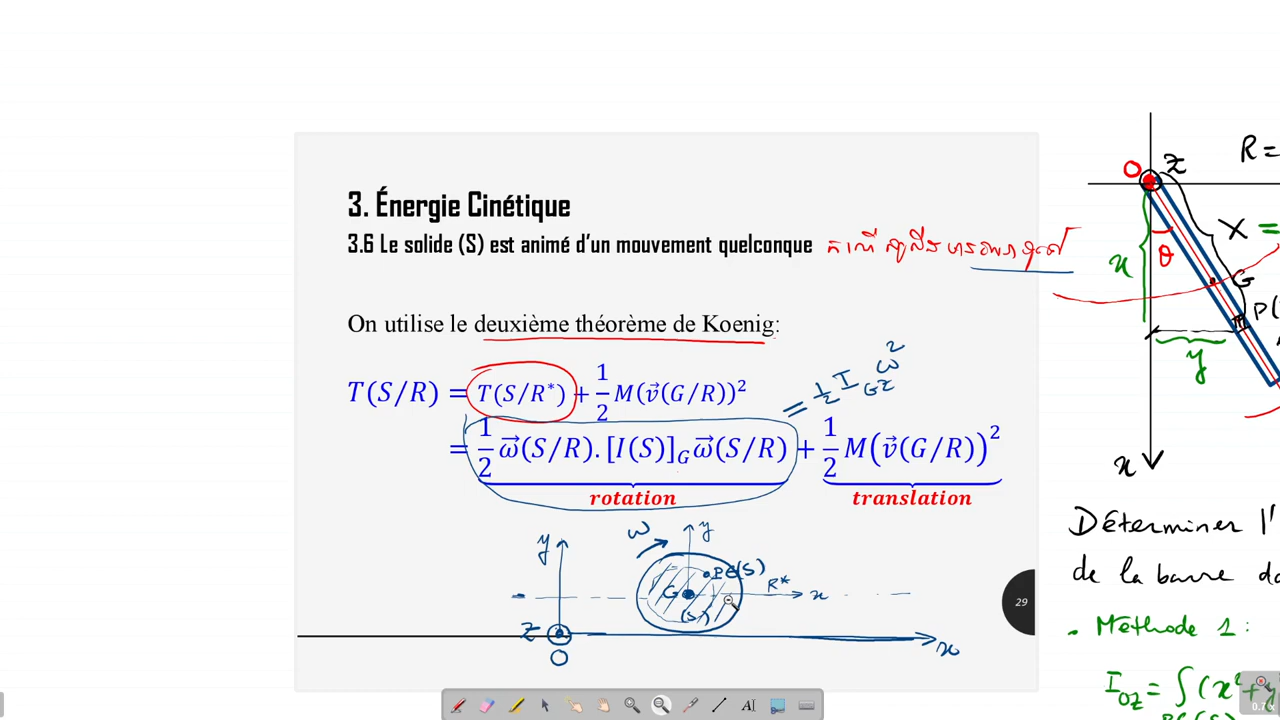 3. Énergie Cinétique
3.6 Le solide (S) est animé d'un mouvement quelconque
On utilise le deuxième théorème de Koenig:
T(S/R) = T(S/R*) + 1/2 M(v⃗(G/R))²
= 1/2 I_Gz ω²
= 1/2 ω⃗(S/R).[I(S)]_G ω⃗(S/R) + 1/2 M(v⃗(G/R))²
rotation
translation
ω
y
y
P∈(S)
G
R*
x
(S)
z
O
x
29
O
z
R=
X =
x
θ
G
P(
y
x
Déterminer l'
de la barre
. Méthode 1:
I_Oz = ∫ (x²+y